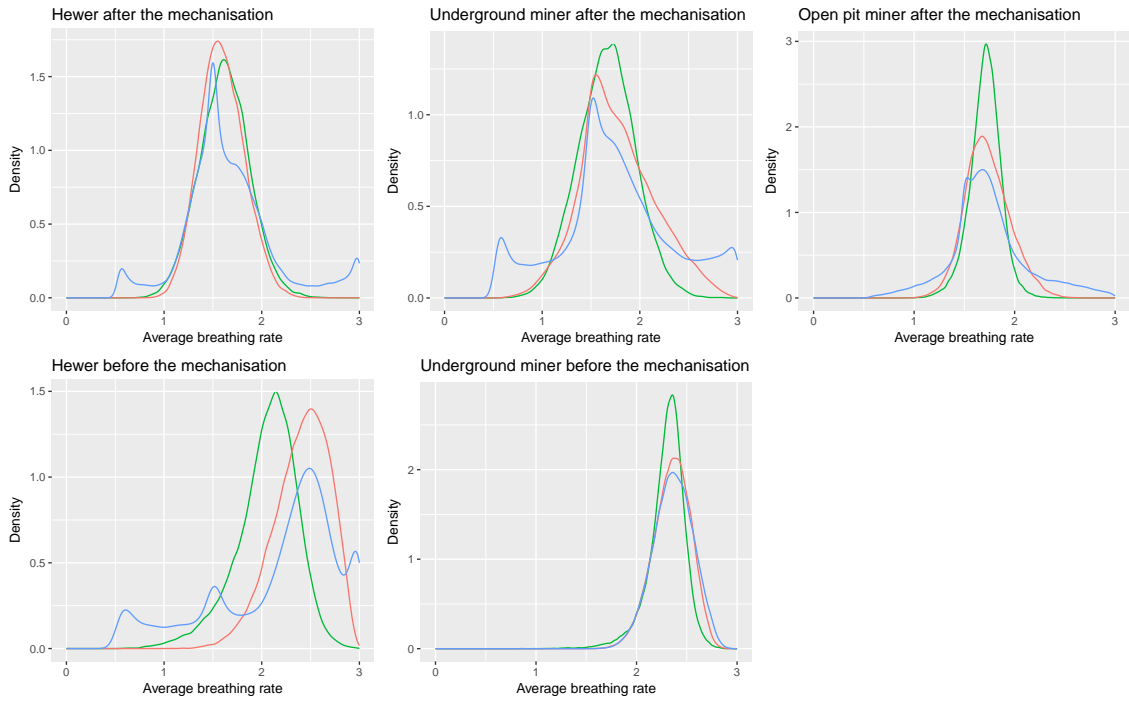 Hewer after the mechanisation
Underground miner after the mechanisation
Open pit miner after the mechanisation
Density
1.5
1.0
0.5
0.0
0 1 2 3
Average breathing rate
Density
1.0
0.5
0.0
0 1 2 3
Average breathing rate
Density
3
2
1
0
0 1 2 3
Average breathing rate
Hewer before the mechanisation
Underground miner before the mechanisation
Density
1.5
1.0
0.5
0.0
0 1 2 3
Average breathing rate
Density
2
1
0
0 1 2 3
Average breathing rate